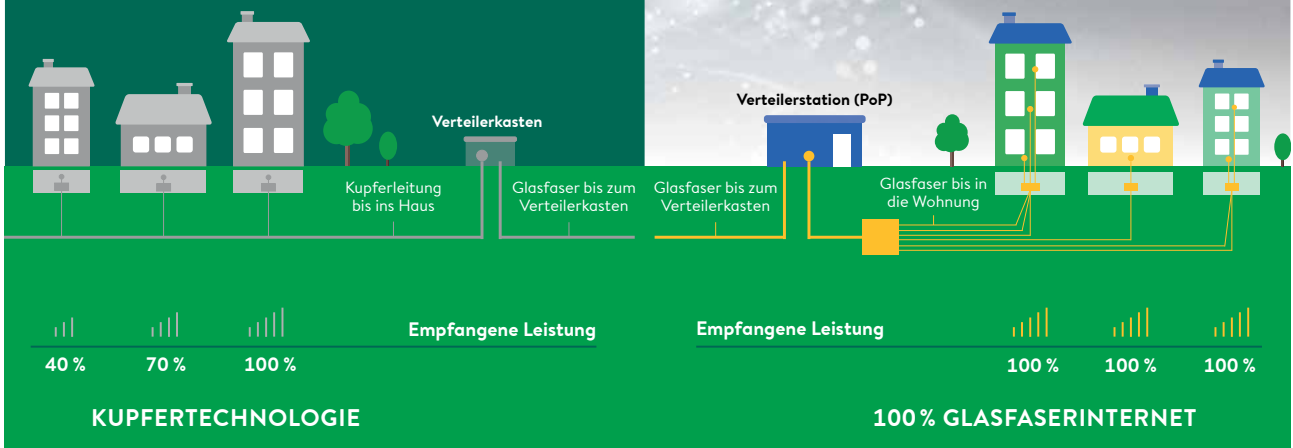 Verteilerkasten
Kupferleitung
bis ins Haus
Glasfaser bis zum
Verteilerkasten
Empfangene Leistung
40 %
70 %
100 %
KUPFERTECHNOLOGIE
Verteilerstation (PoP)
Glasfaser bis zum
Verteilerkasten
Glasfaser bis in
die Wohnung
Empfangene Leistung
100 %
100 %
100 %
100 % GLASFASERINTERNET